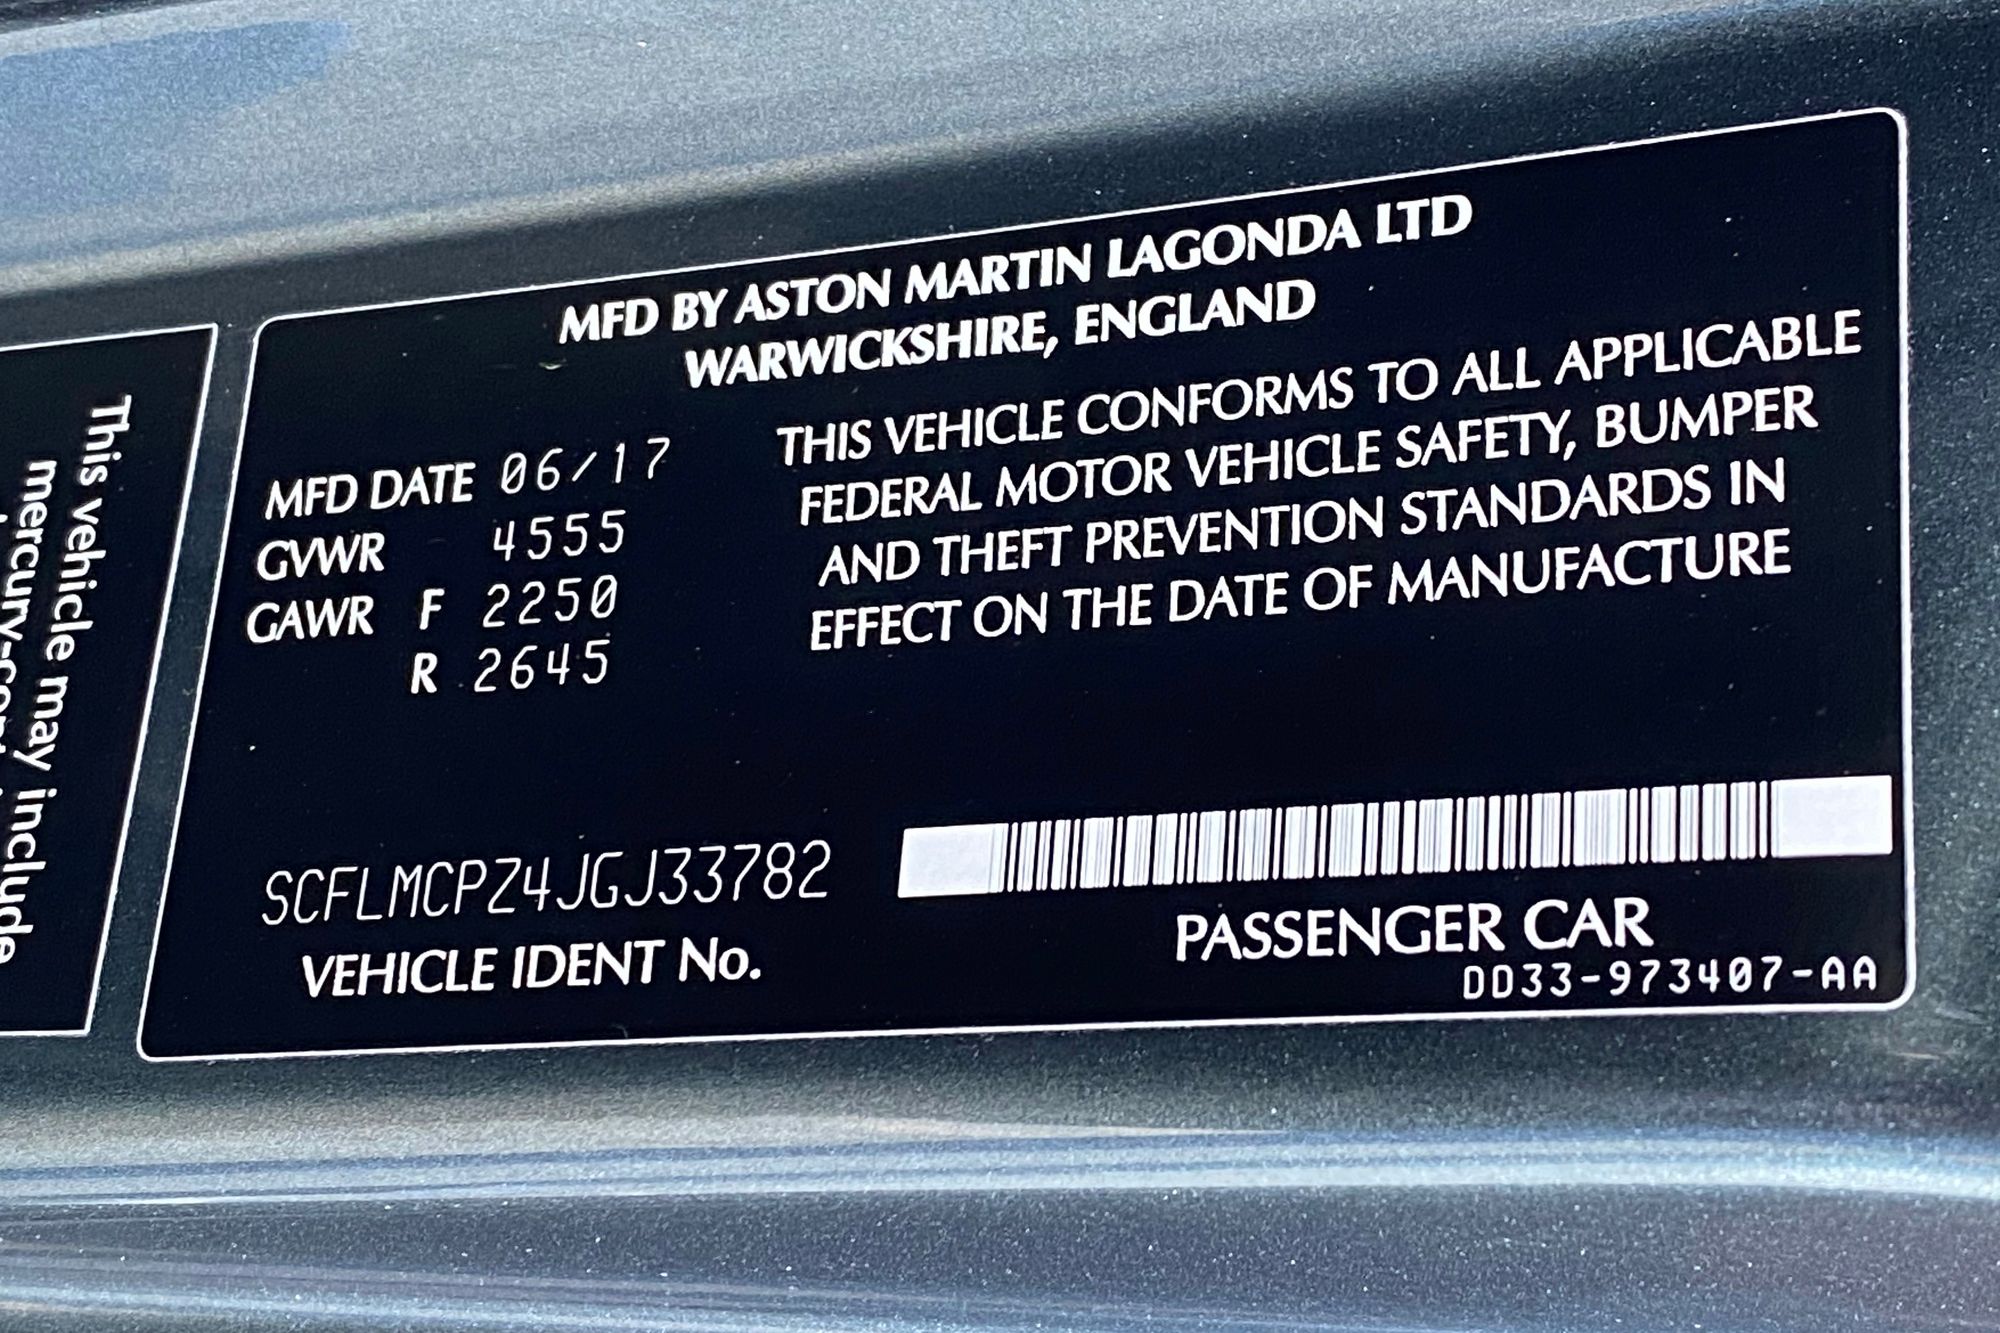 This vehicle may include
MFD BY ASTON MARTIN LAGONDA LTD
WARWICKSHIRE, ENGLAND
MFD DATE 06/17
GVWR 4555
GAWR F 2250
R 2645
THIS VEHICLE CONFORMS TO ALL APPLICABLE
FEDERAL MOTOR VEHICLE SAFETY, BUMPER
AND THEFT PREVENTION STANDARDS IN
EFFECT ON THE DATE OF MANUFACTURE
SCFLMCPZ4JGJ33782
VEHICLE IDENT No.
PASSENGER CAR
DD33-973407-AA